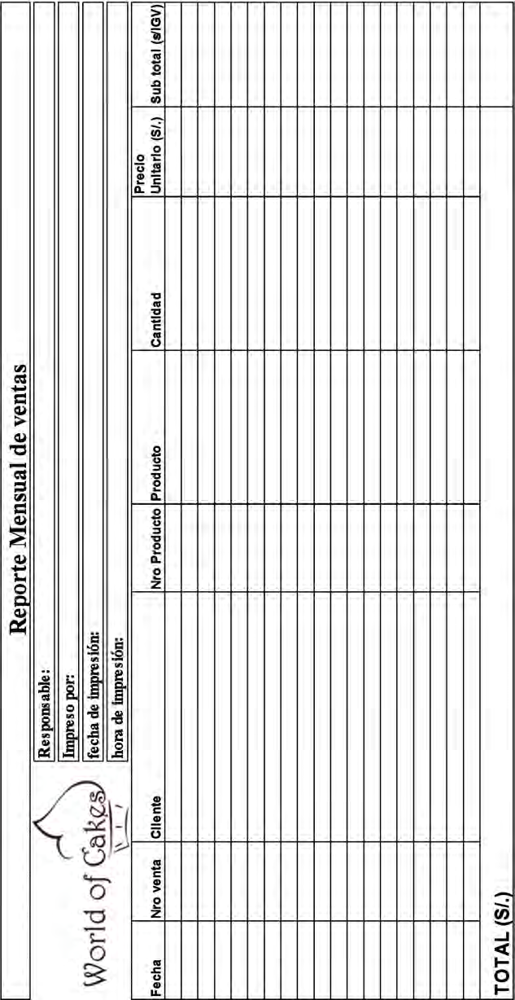 Reporte Mensual de ventas
World of Cakes
Responsable:
Impreso por:
fecha de impresión:
hora de impresión:
Fecha
Nro venta
Cliente
Nro Producto
Producto
Cantidad
Precio
Unitario (S/.)
Sub total (s/IGV)
TOTAL (S/.)